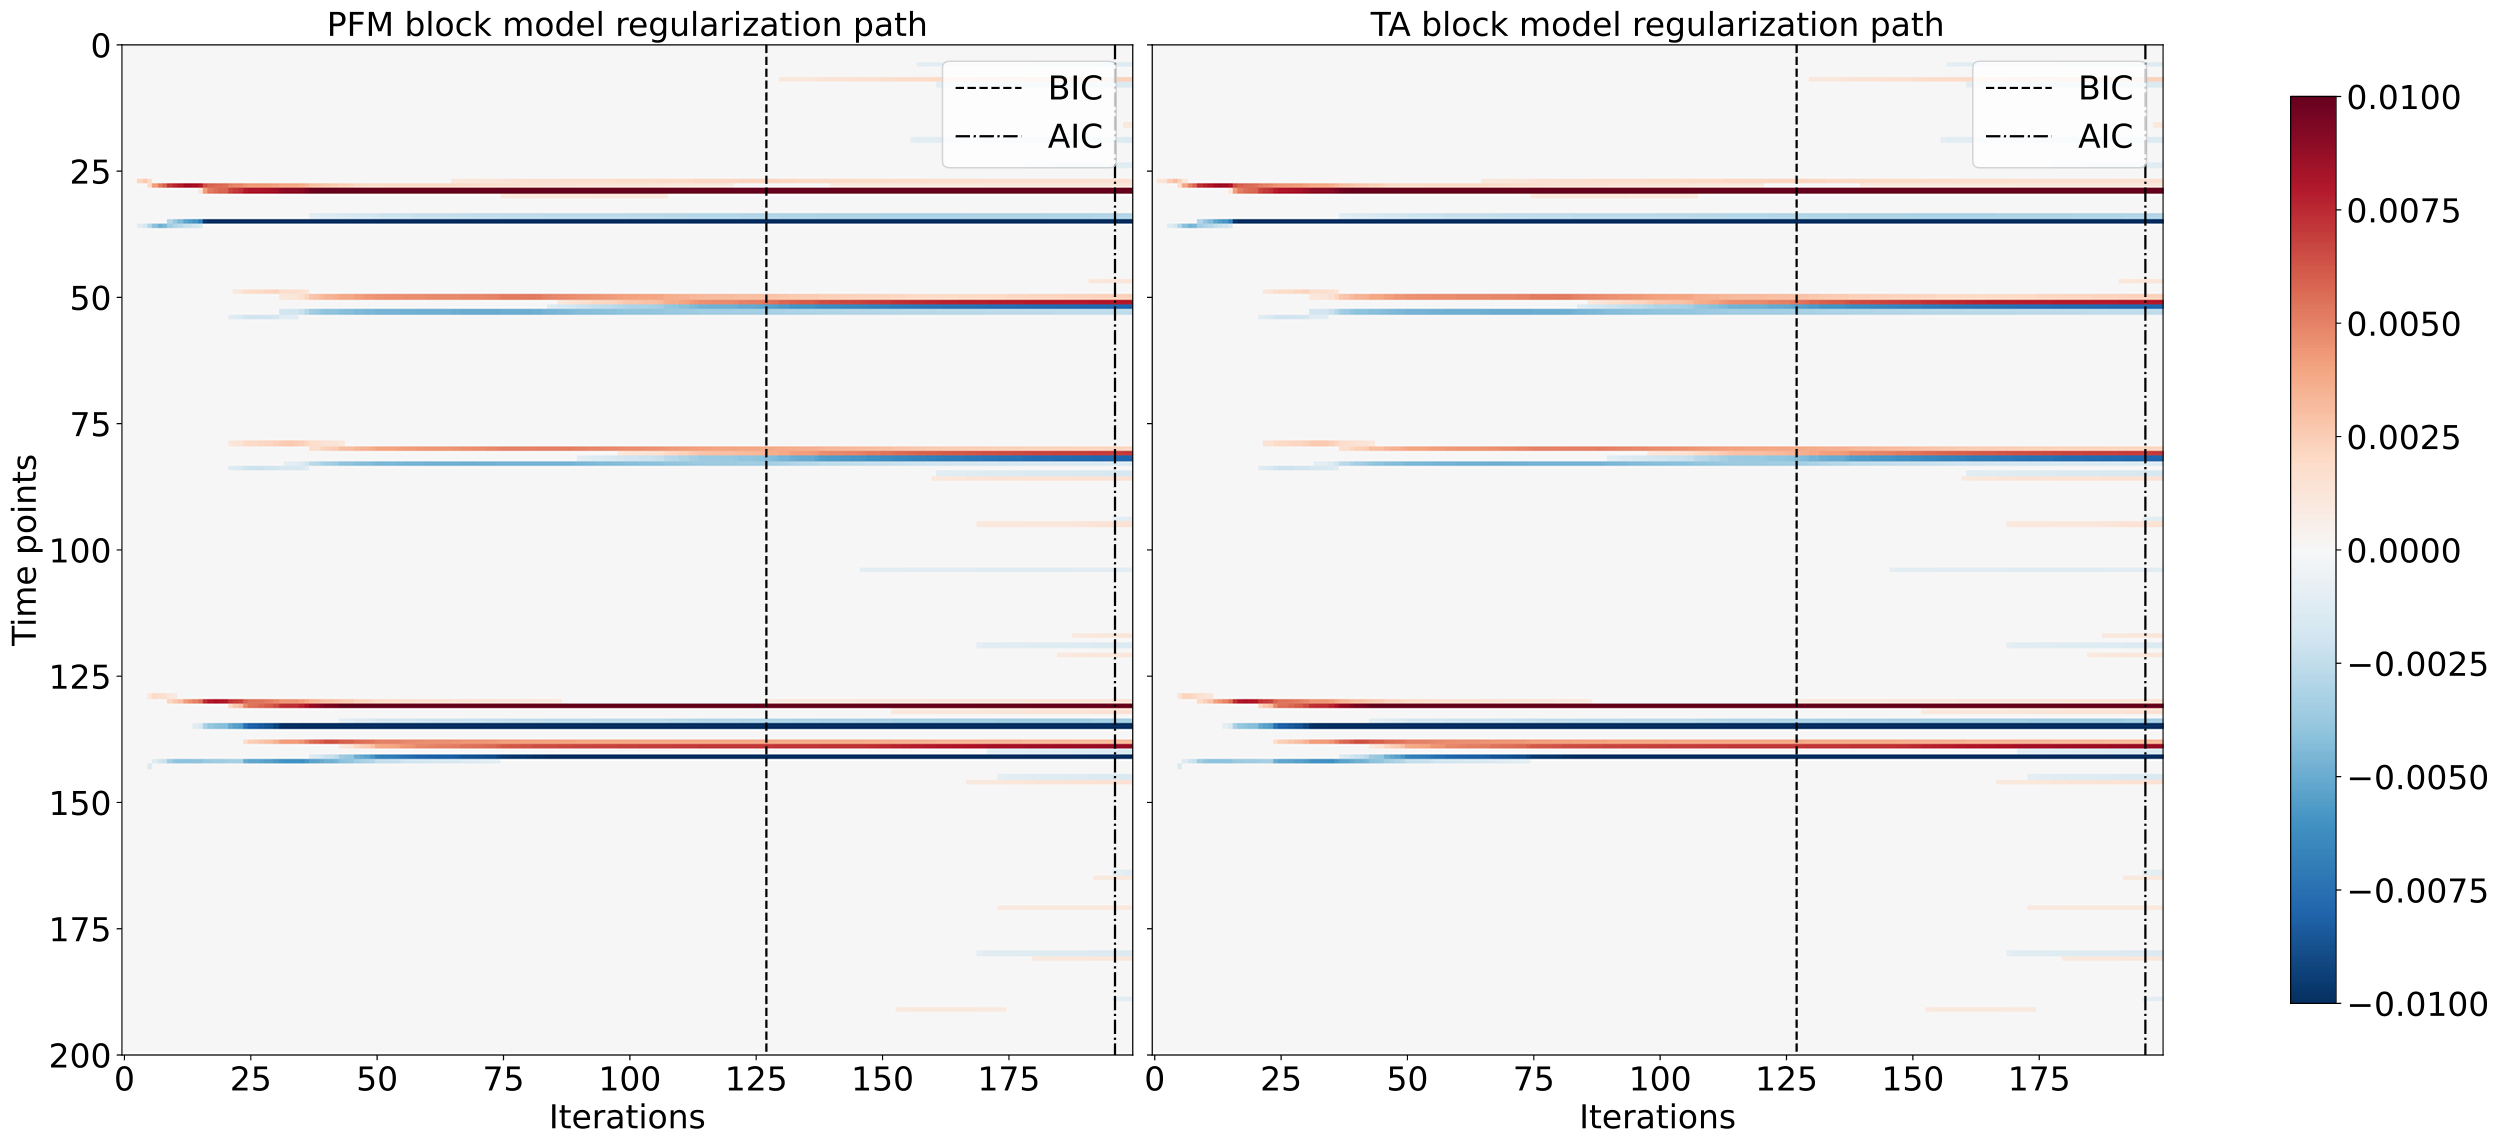 PFM block model regularization path
TA block model regularization path
BIC
AIC
BIC
AIC
Time points
0
25
50
75
100
125
150
175
200
0 25 50 75 100 125 150 175
0 25 50 75 100 125 150 175
Iterations
Iterations
0.0100
0.0075
0.0050
0.0025
0.0000
−0.0025
−0.0050
−0.0075
−0.0100